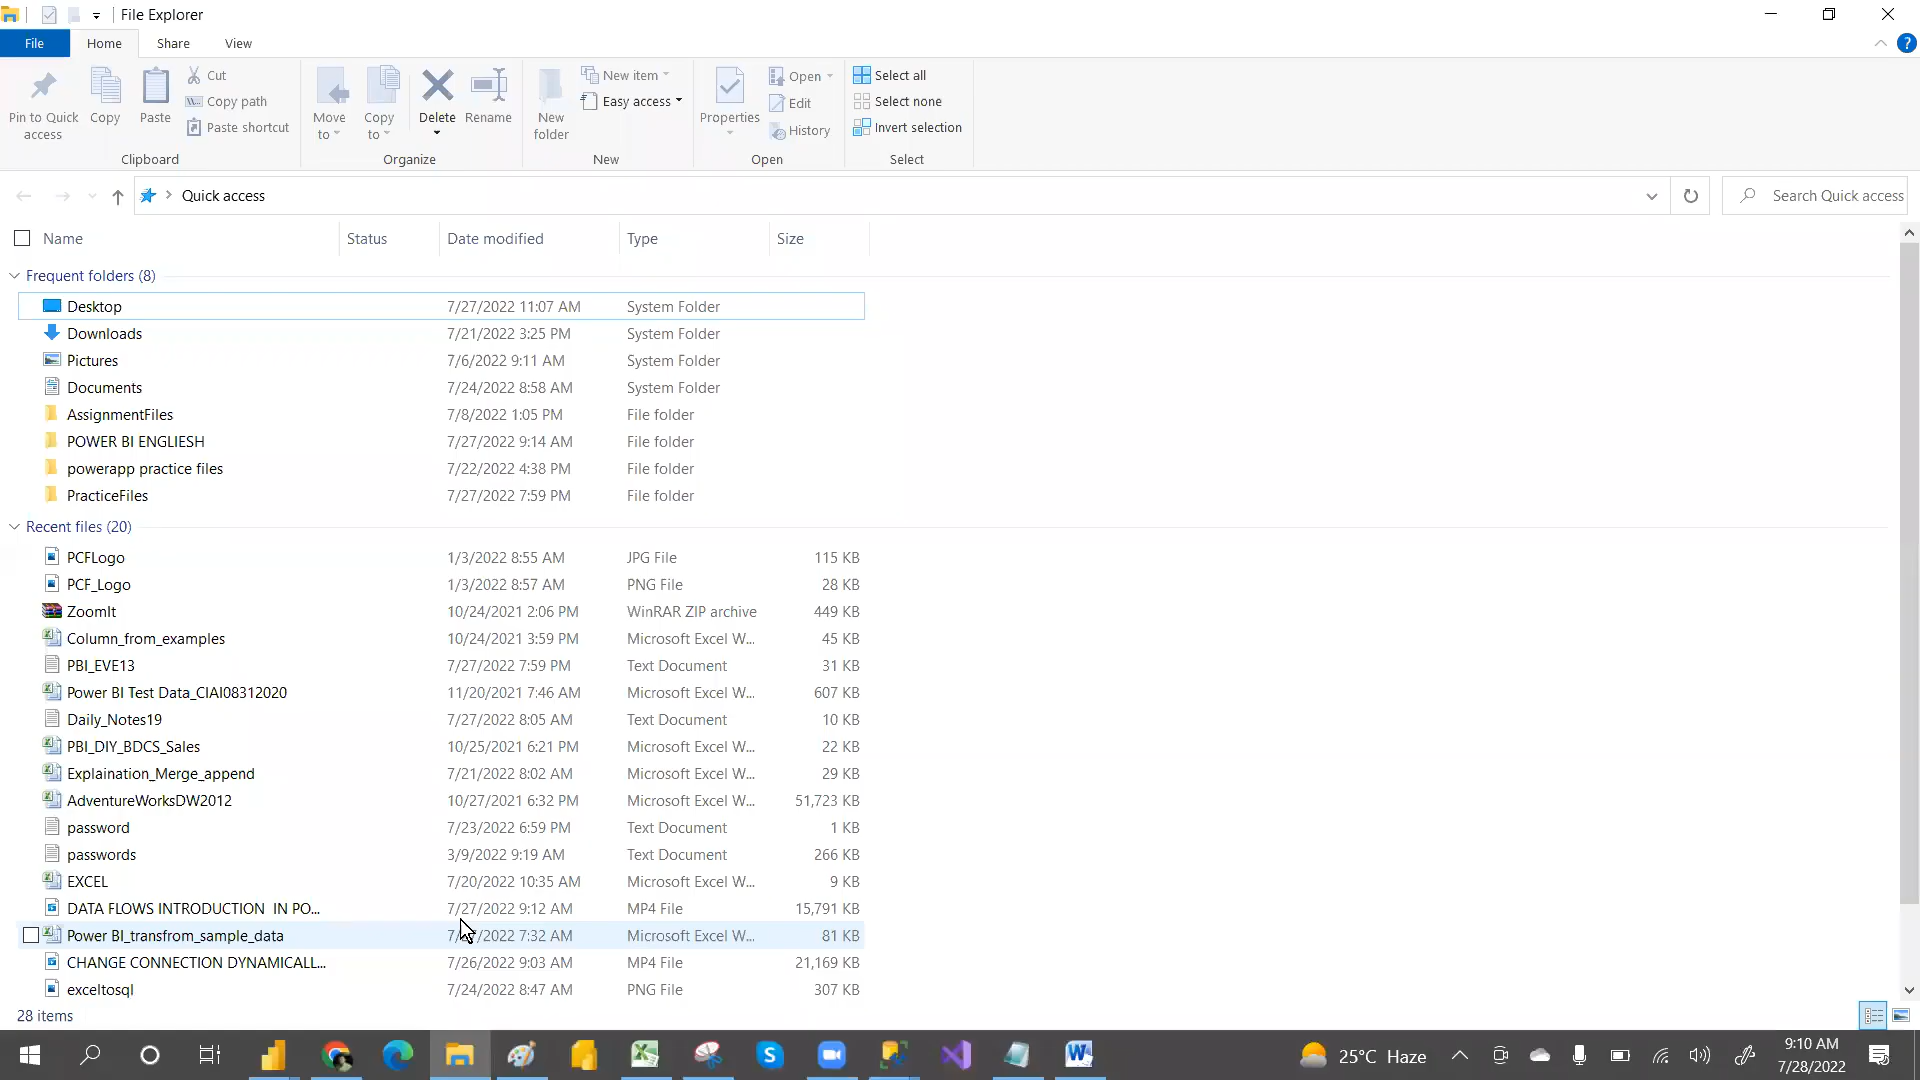 File Explorer
File Home Share View
Pin to Quick access
Copy
Paste
Cut
Copy path
Paste shortcut
Clipboard
Move to
Copy to
Delete
Rename
Organize
New folder
New item
Easy access
New
Properties
Open
Edit
History
Open
Select all
Select none
Invert selection
Select
Quick access
Search Quick access
Name Status Date modified Type Size
Frequent folders (8)
Desktop 7/27/2022 11:07 AM System Folder
Downloads 7/21/2022 3:25 PM System Folder
Pictures 7/6/2022 9:11 AM System Folder
Documents 7/24/2022 8:58 AM System Folder
AssignmentFiles 7/8/2022 1:05 PM File folder
POWER BI ENGLIESH 7/27/2022 9:14 AM File folder
powerapp practice files 7/22/2022 4:38 PM File folder
PracticeFiles 7/27/2022 7:59 PM File folder
Recent files (20)
PCFLogo 1/3/2022 8:55 AM JPG File 115 KB
PCF_Logo 1/3/2022 8:57 AM PNG File 28 KB
ZoomIt 10/24/2021 2:06 PM WinRAR ZIP archive 449 KB
Column_from_examples 10/24/2021 3:59 PM Microsoft Excel W... 45 KB
PBI_EVE13 7/27/2022 7:59 PM Text Document 31 KB
Power BI Test Data_CIAI08312020 11/20/2021 7:46 AM Microsoft Excel W... 607 KB
Daily_Notes19 7/27/2022 8:05 AM Text Document 10 KB
PBI_DIY_BDCS_Sales 10/25/2021 6:21 PM Microsoft Excel W... 22 KB
Explaination_Merge_append 7/21/2022 8:02 AM Microsoft Excel W... 29 KB
AdventureWorksDW2012 10/27/2021 6:32 PM Microsoft Excel W... 51,723 KB
password 7/23/2022 6:59 PM Text Document 1 KB
passwords 3/9/2022 9:19 AM Text Document 266 KB
EXCEL 7/20/2022 10:35 AM Microsoft Excel W... 9 KB
DATA FLOWS INTRODUCTION IN PO... 7/27/2022 9:12 AM MP4 File 15,791 KB
Power BI_transfrom_sample_data 7:32 AM Microsoft Excel W... 81 KB
CHANGE CONNECTION DYNAMICALL... 7/26/2022 9:03 AM MP4 File 21,169 KB
exceltosql 7/24/2022 8:47 AM PNG File 307 KB
28 items
25°C Haze
9:10 AM
7/28/2022